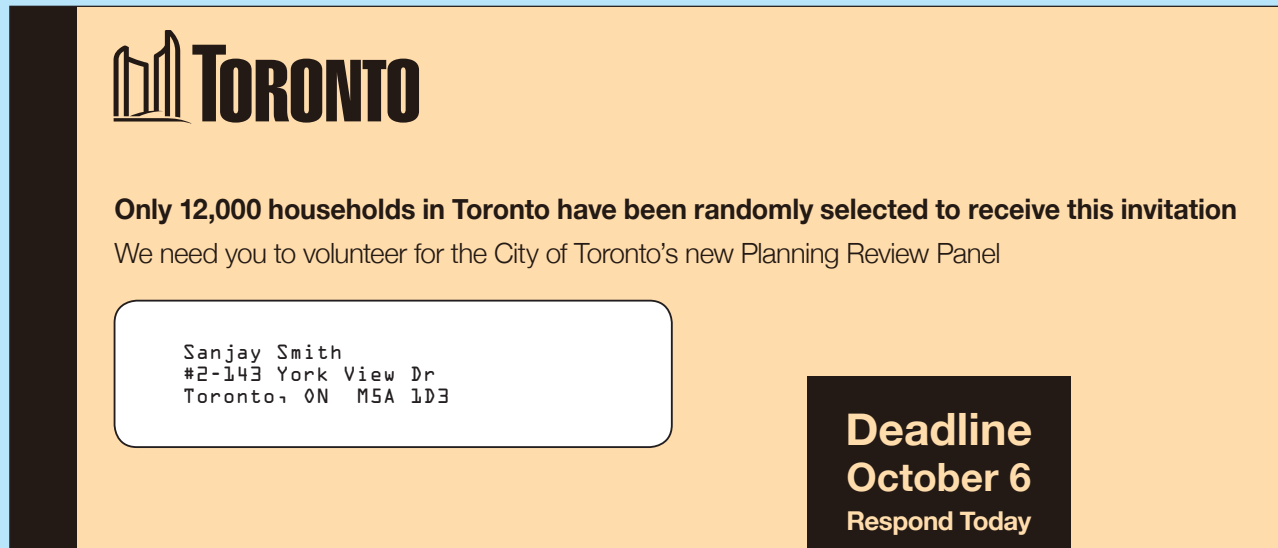 TORONTO
Only 12,000 households in Toronto have been randomly selected to receive this invitation
We need you to volunteer for the City of Toronto’s new Planning Review Panel
Sanjay Smith
#2-143 York View Dr
Toronto, ON  M5A 1D3
Deadline
October 6
Respond Today